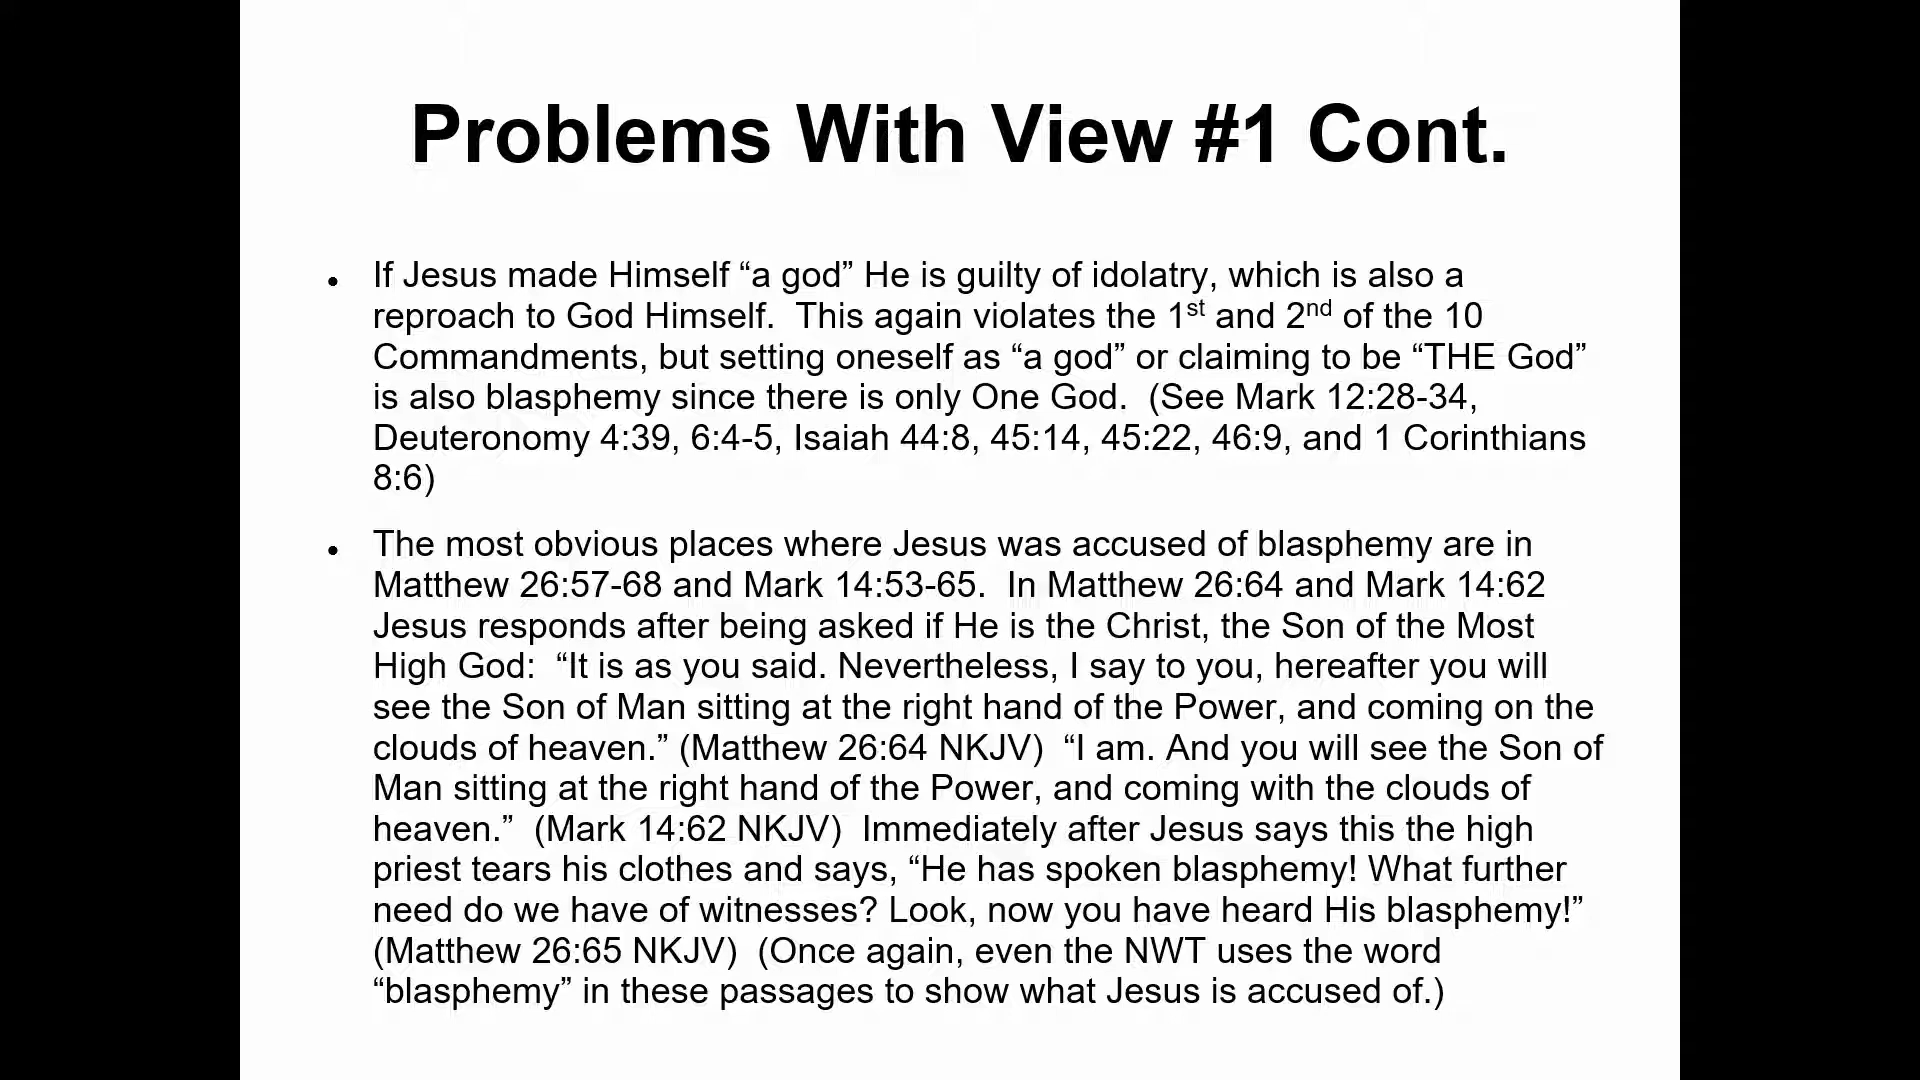 Problems With View #1 Cont.
• If Jesus made Himself “a god” He is guilty of idolatry, which is also a
reproach to God Himself.  This again violates the 1st and 2nd of the 10
Commandments, but setting oneself as “a god” or claiming to be “THE God”
is also blasphemy since there is only One God.  (See Mark 12:28-34,
Deuteronomy 4:39, 6:4-5, Isaiah 44:8, 45:14, 45:22, 46:9, and 1 Corinthians
8:6)
• The most obvious places where Jesus was accused of blasphemy are in
Matthew 26:57-68 and Mark 14:53-65.  In Matthew 26:64 and Mark 14:62
Jesus responds after being asked if He is the Christ, the Son of the Most
High God:  “It is as you said. Nevertheless, I say to you, hereafter you will
see the Son of Man sitting at the right hand of the Power, and coming on the
clouds of heaven.” (Matthew 26:64 NKJV)  “I am. And you will see the Son of
Man sitting at the right hand of the Power, and coming with the clouds of
heaven.”  (Mark 14:62 NKJV)  Immediately after Jesus says this the high
priest tears his clothes and says, “He has spoken blasphemy! What further
need do we have of witnesses? Look, now you have heard His blasphemy!”
(Matthew 26:65 NKJV)  (Once again, even the NWT uses the word
“blasphemy” in these passages to show what Jesus is accused of.)